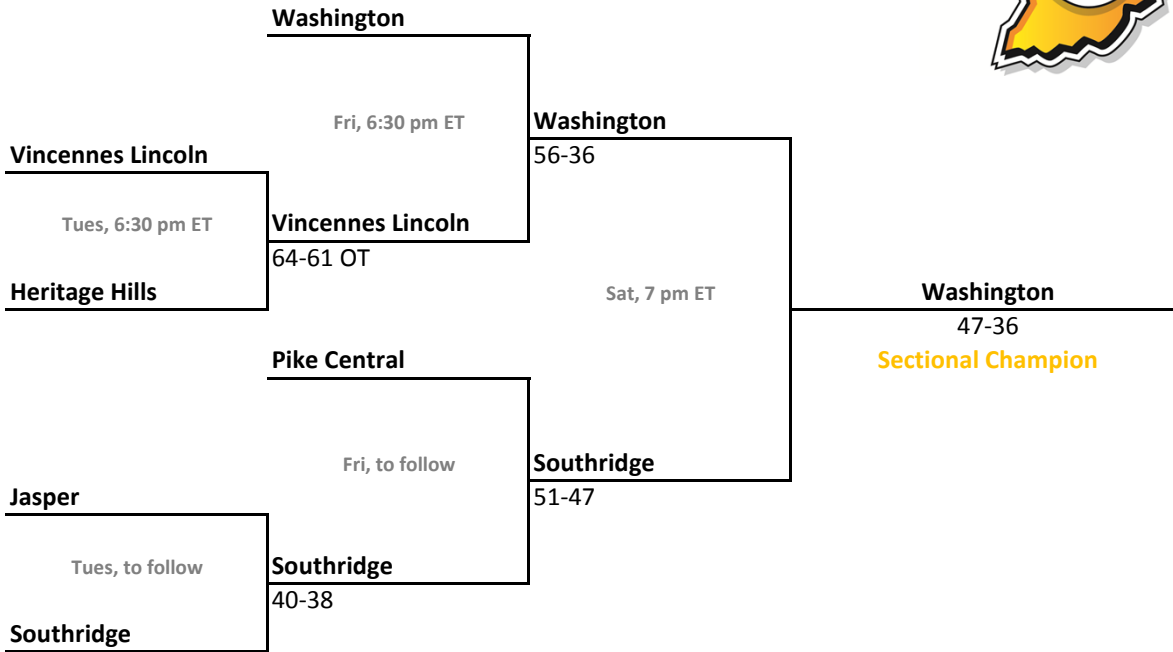 Washington
Fri, 6:30 pm ET
Washington
Vincennes Lincoln
56-36
Tues, 6:30 pm ET
Vincennes Lincoln
64-61 OT
Heritage Hills
Sat, 7 pm ET
Washington
47-36
Pike Central
Sectional Champion
Fri, to follow
Southridge
Jasper
51-47
Tues, to follow
Southridge
40-38
Southridge